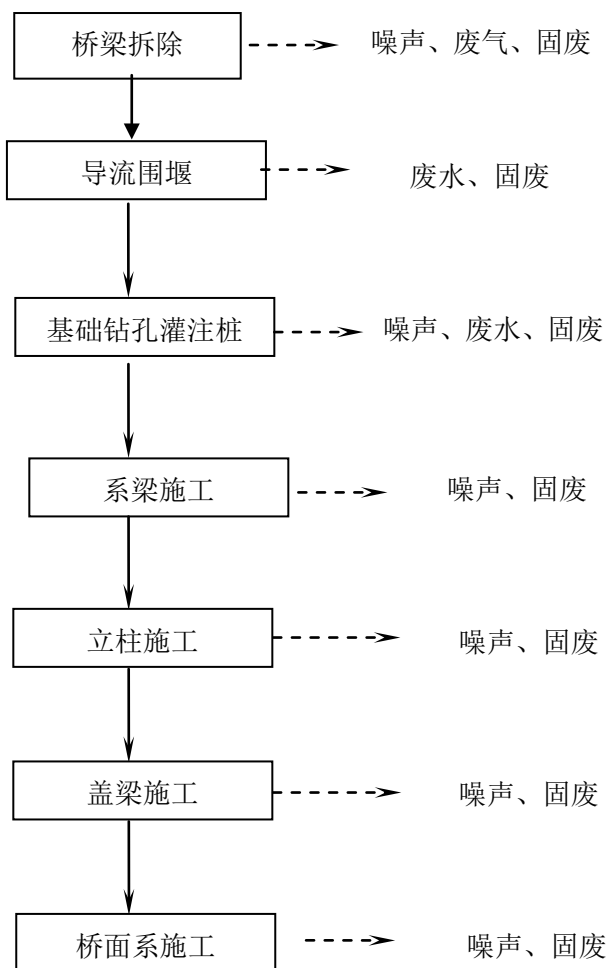 桥梁拆除
噪声、废气、固废
导流围堰
废水、固废
基础钻孔灌注桩
噪声、废水、固废
系梁施工
噪声、固废
立柱施工
噪声、固废
盖梁施工
噪声、固废
桥面系施工
噪声、固废